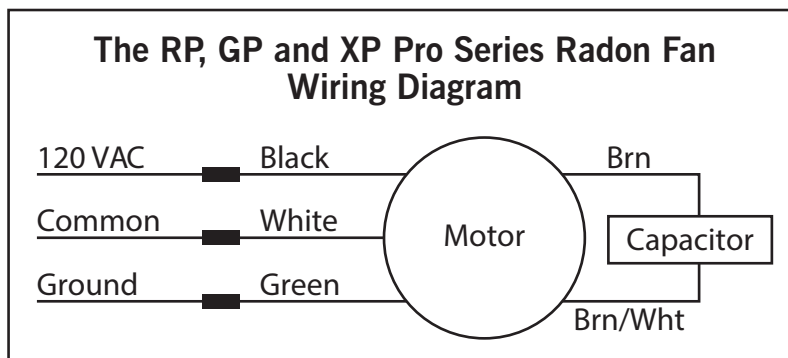 The RP, GP and XP Pro Series Radon Fan
Wiring Diagram
120 VAC
Black
Brn
Common
White
Motor
Capacitor
Ground
Green
Brn/Wht